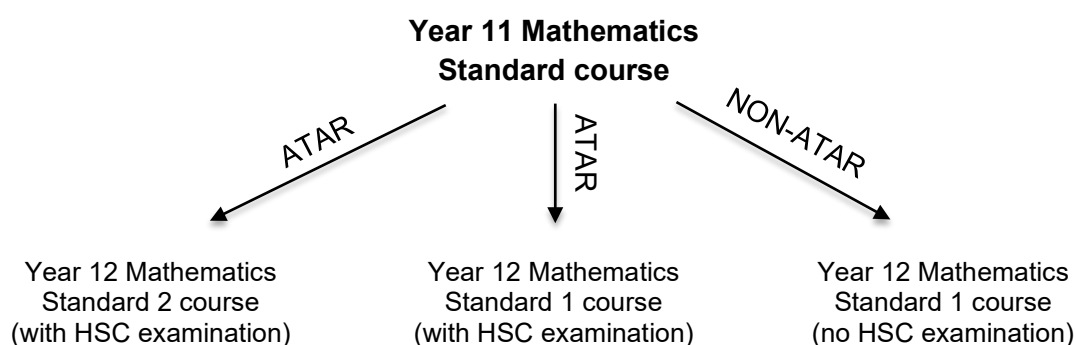 Year 11 Mathematics
Standard course
ATAR
ATAR
NON-ATAR
Year 12 Mathematics
Standard 2 course
(with HSC examination)
Year 12 Mathematics
Standard 1 course
(with HSC examination)
Year 12 Mathematics
Standard 1 course
(no HSC examination)